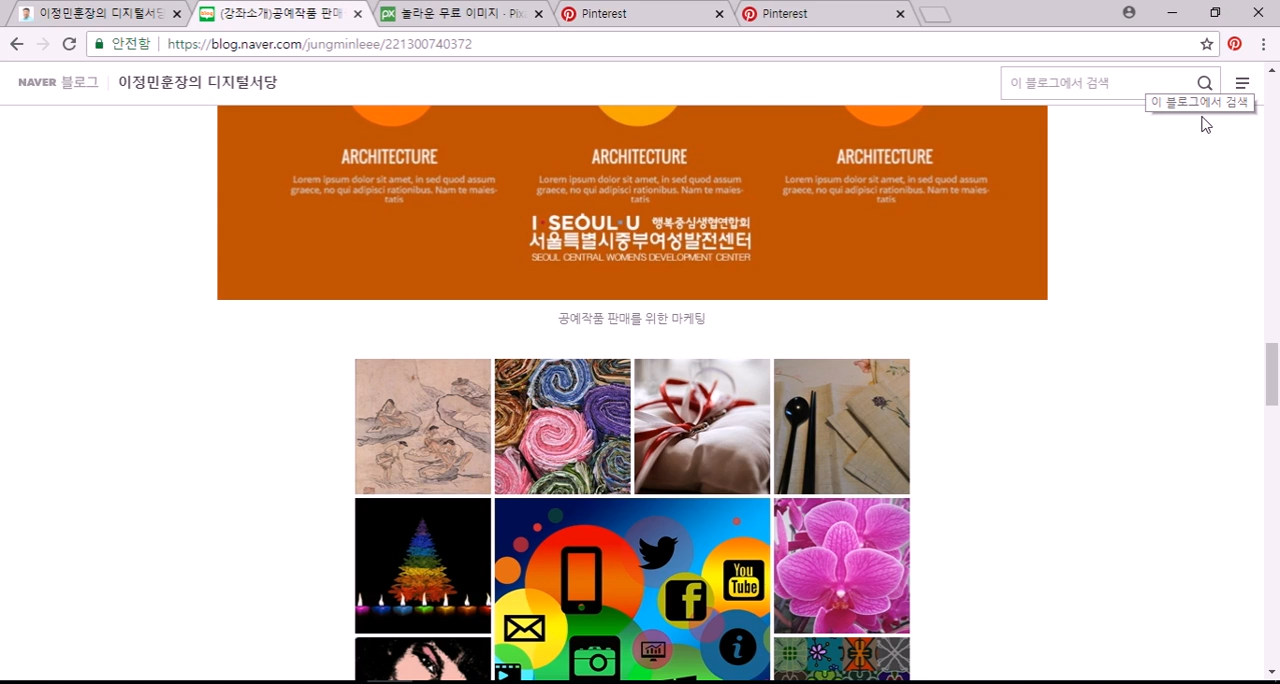 이정민훈장의 디지털서당
(강좌소개)공예작품 판매
놀라운 무료 이미지 · Pix
Pinterest
Pinterest
안전함
https://blog.naver.com/jungminleee/221300740372
NAVER 블로그
이정민훈장의 디지털서당
이 블로그에서 검색
이 블로그에서 검색
ARCHITECTURE
Lorem ipsum dolor sit amet, in sed quod assum
graece, no qui adipisci rationibus. Nam te maies-
tatis
ARCHITECTURE
Lorem ipsum dolor sit amet, in sed quod assum
graece, no qui adipisci rationibus. Nam te maies-
tatis
ARCHITECTURE
Lorem ipsum dolor sit amet, in sed quod assum
graece, no qui adipisci rationibus. Nam te maies-
tatis
I·SEOUL·U 행복중심생협연합회
서울특별시중부여성발전센터
SEOUL CENTRAL WOMEN'S DEVELOPMENT CENTER
공예작품 판매를 위한 마케팅
You
Tube
f
i